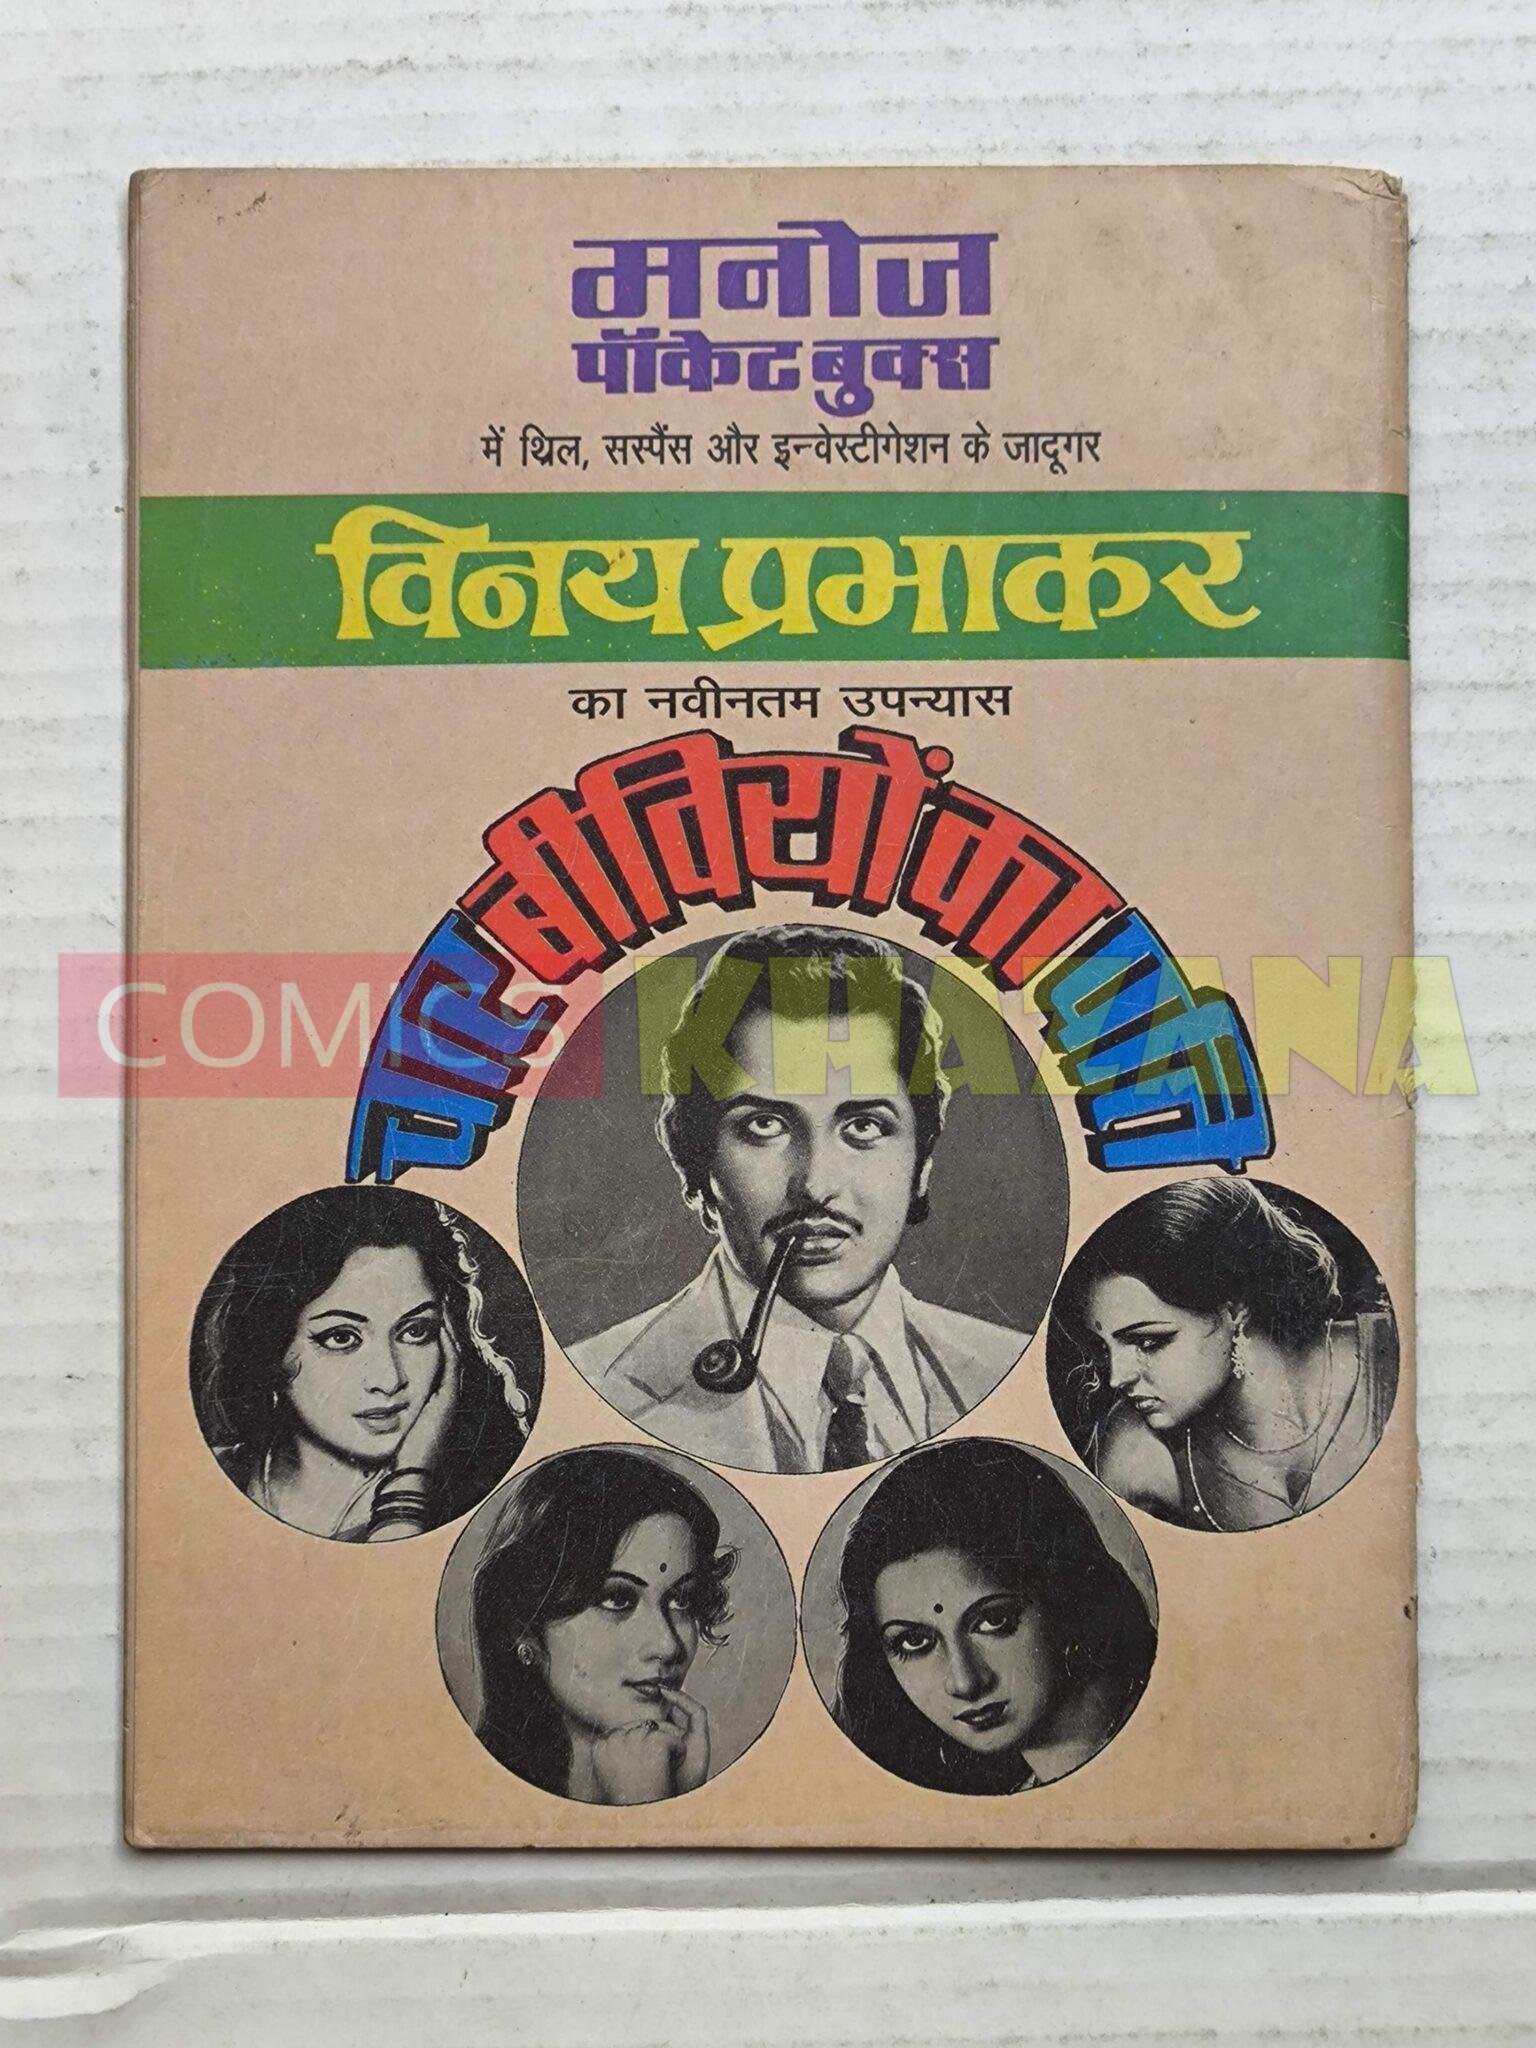 मनोज
पॉकेट बुक्स
में थ्रिल, सस्पैंस और इन्वेस्टीगेशन के जादूगर
विनय प्रभाकर
का नवीनतम उपन्यास
चार बीवियों का पति
COMICS KHAZANA